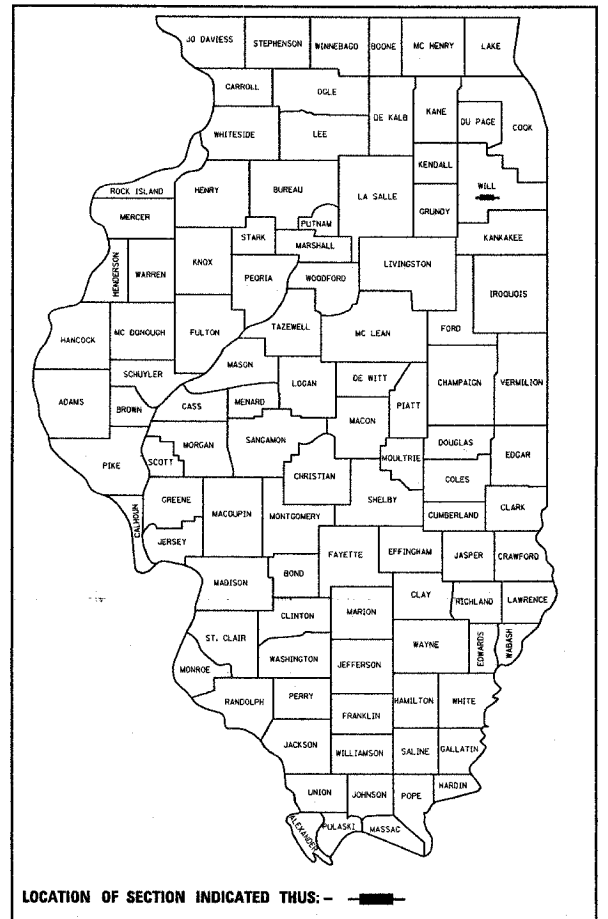 JO DAVIESS STEPHENSON WINNEBAGO BOONE MC HENRY LAKE
CARROLL OGLE DE KALB KANE DU PAGE COOK
WHITESIDE LEE KENDALL WILL
ROCK ISLAND HENRY BUREAU LA SALLE GRUNDY
MERCER PUTNAM KANKAKEE
HENDERSON WARREN KNOX STARK MARSHALL LIVINGSTON
PEORIA WOODFORD IROQUOIS
HANCOCK MC DONOUGH FULTON TAZEWELL MC LEAN FORD
SCHUYLER MASON LOGAN DE WITT CHAMPAIGN VERMILION
ADAMS BROWN CASS MENARD MACON PIATT
PIKE SCOTT MORGAN SANGAMON CHRISTIAN MOULTRIE DOUGLAS EDGAR
COLES
CALHOUN GREENE MACOUPIN MONTGOMERY SHELBY CUMBERLAND CLARK
JERSEY FAYETTE EFFINGHAM JASPER CRAWFORD
MADISON BOND CLAY RICHLAND LAWRENCE
CLINTON MARION
ST. CLAIR WASHINGTON JEFFERSON WAYNE EDWARDS WABASH
MONROE RANDOLPH PERRY HAMILTON WHITE
FRANKLIN
JACKSON WILLIAMSON SALINE GALLATIN
UNION JOHNSON POPE HARDIN
ALEXANDER PULASKI MASSAC
LOCATION OF SECTION INDICATED THUS: -